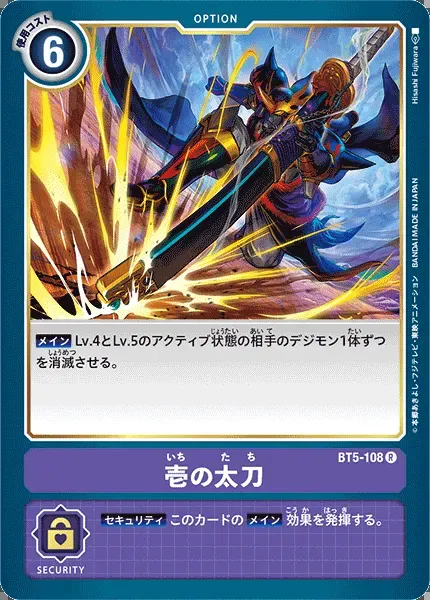 OPTION
使用コスト
6
Hisashi Fujiwara
©本郷あきよし・フジテレビ・東映アニメーション BANDAI MADE IN JAPAN
メイン Lv.4とLv.5のアクティブ状態の相手のデジモン1体ずつ
を消滅させる。
BT5-108 R
壱の太刀
セキュリティ このカードの メイン 効果を発揮する。
SECURITY